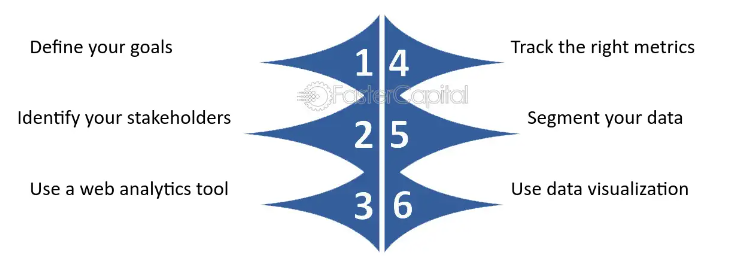 Define your goals
1
4
Track the right metrics
FasterCapital
Identify your stakeholders
2
5
Segment your data
Use a web analytics tool
3
6
Use data visualization